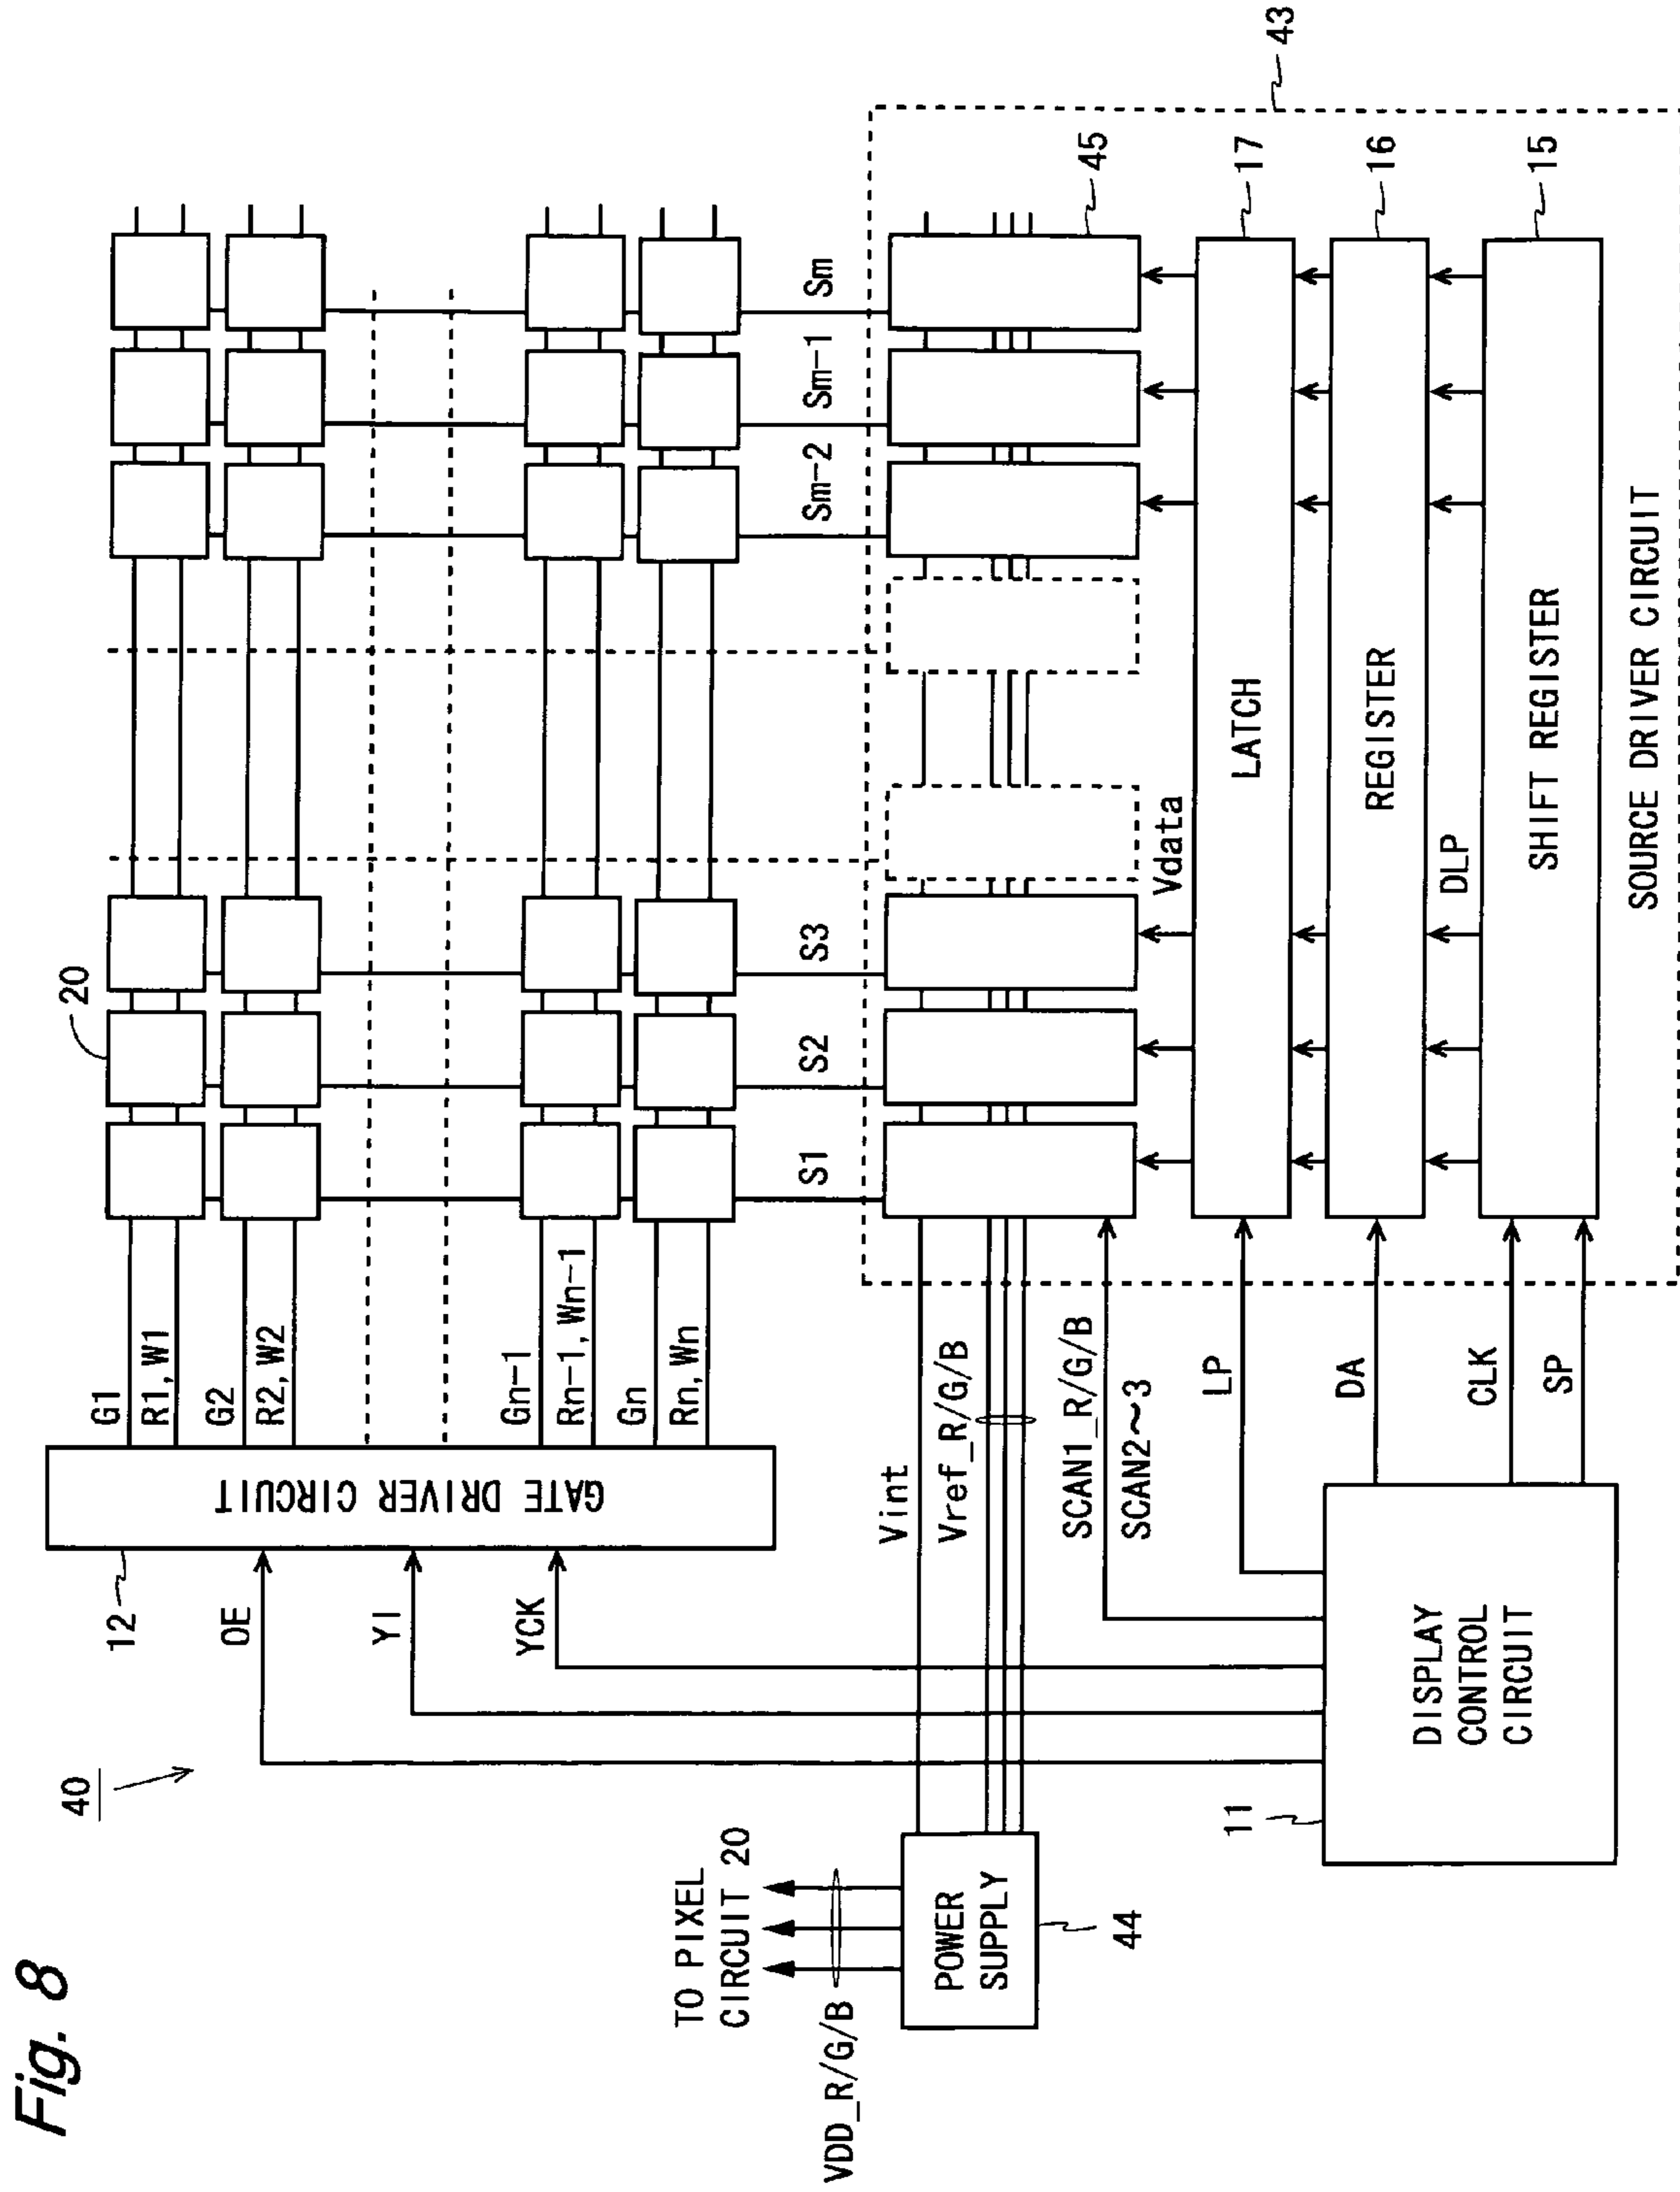 Fig. 8
40
12
GATE DRIVER CIRCUIT
OE
YI
YCK
G1
R1, W1
G2
R2, W2
Gn-1
Rn-1, Wn-1
Gn
Rn, Wn
20
S1
S2
S3
Sm-2
Sm-1
Sm
TO PIXEL
CIRCUIT 20
VDD_R/G/B
POWER
SUPPLY
44
Vint
Vref_R/G/B
SCAN1_R/G/B
SCAN2~3
LP
DA
CLK
SP
11
DISPLAY
CONTROL
CIRCUIT
43
45
Vdata
LATCH
17
REGISTER
16
DLP
SHIFT REGISTER
15
SOURCE DRIVER CIRCUIT